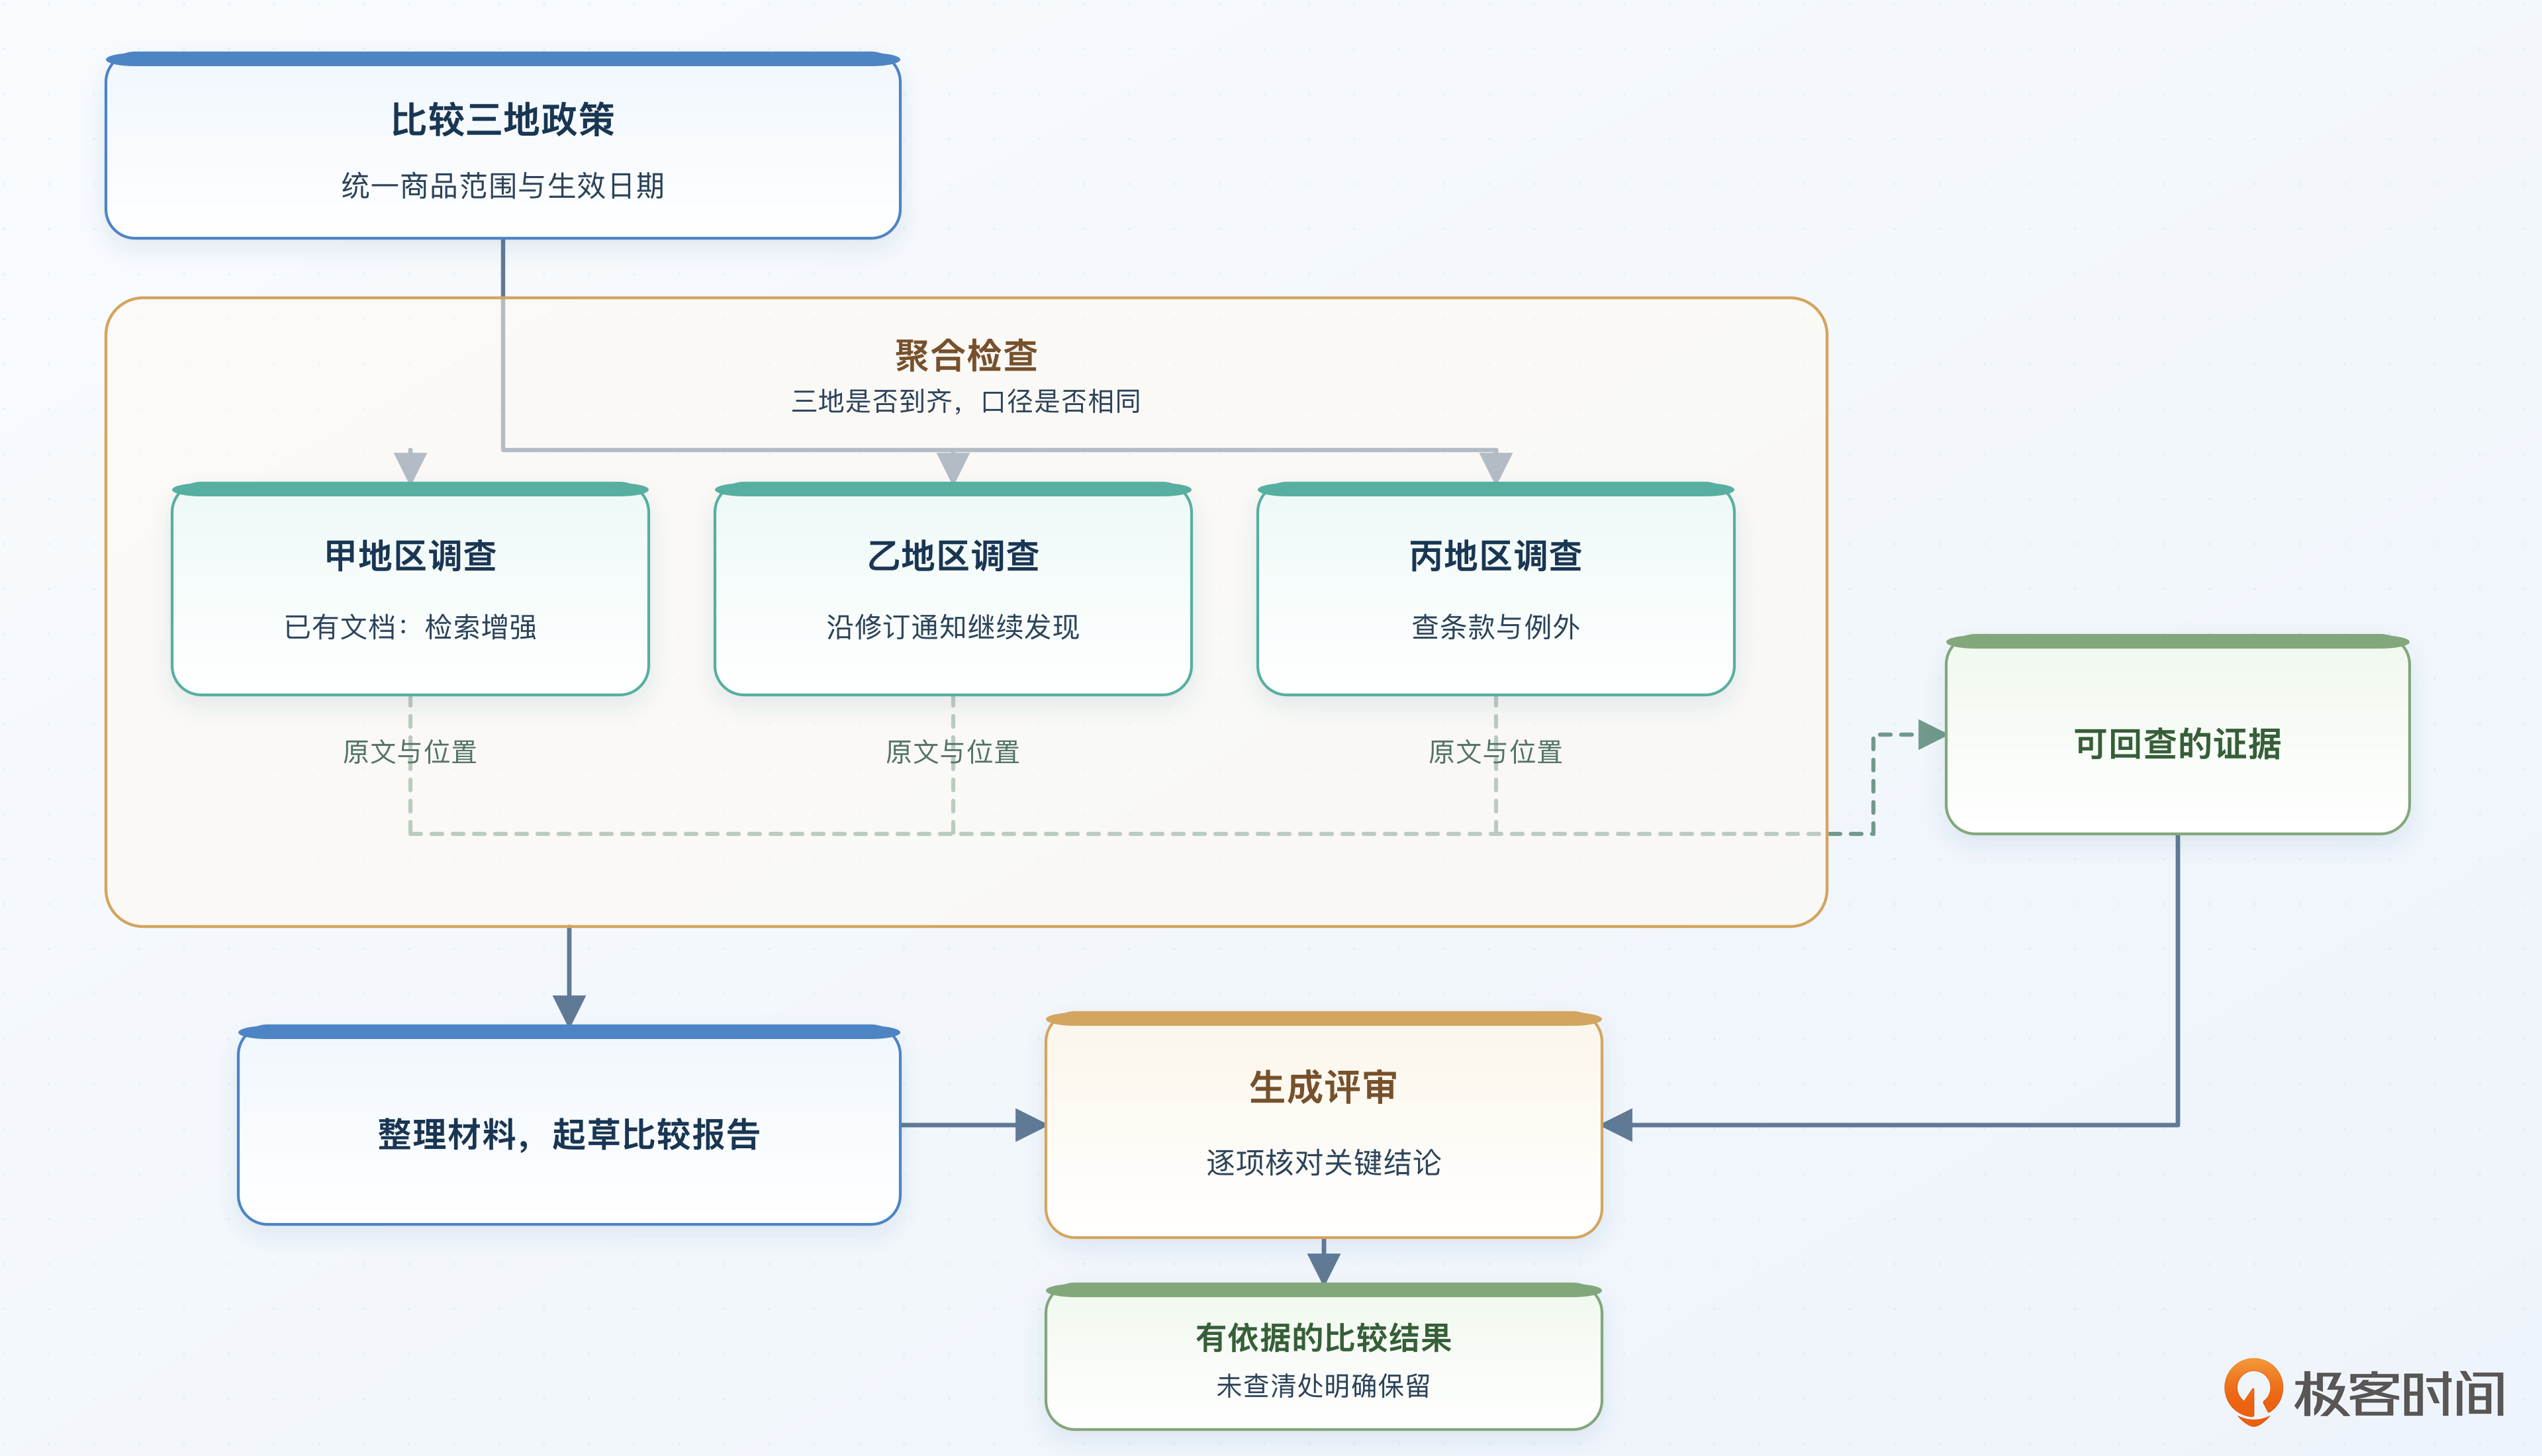 比较三地政策
统一商品范围与生效日期
聚合检查
三地是否到齐，口径是否相同
甲地区调查
已有文档：检索增强
乙地区调查
沿修订通知继续发现
丙地区调查
查条款与例外
原文与位置
原文与位置
原文与位置
可回查的证据
整理材料，起草比较报告
生成评审
逐项核对关键结论
有依据的比较结果
未查清处明确保留
极客时间